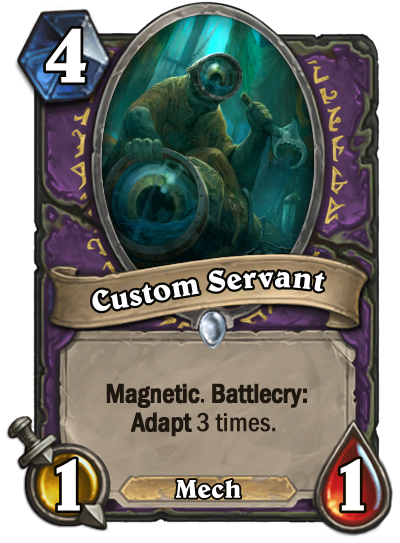 4
Custom Servant
Magnetic. Battlecry:
Adapt 3 times.
1
Mech
1